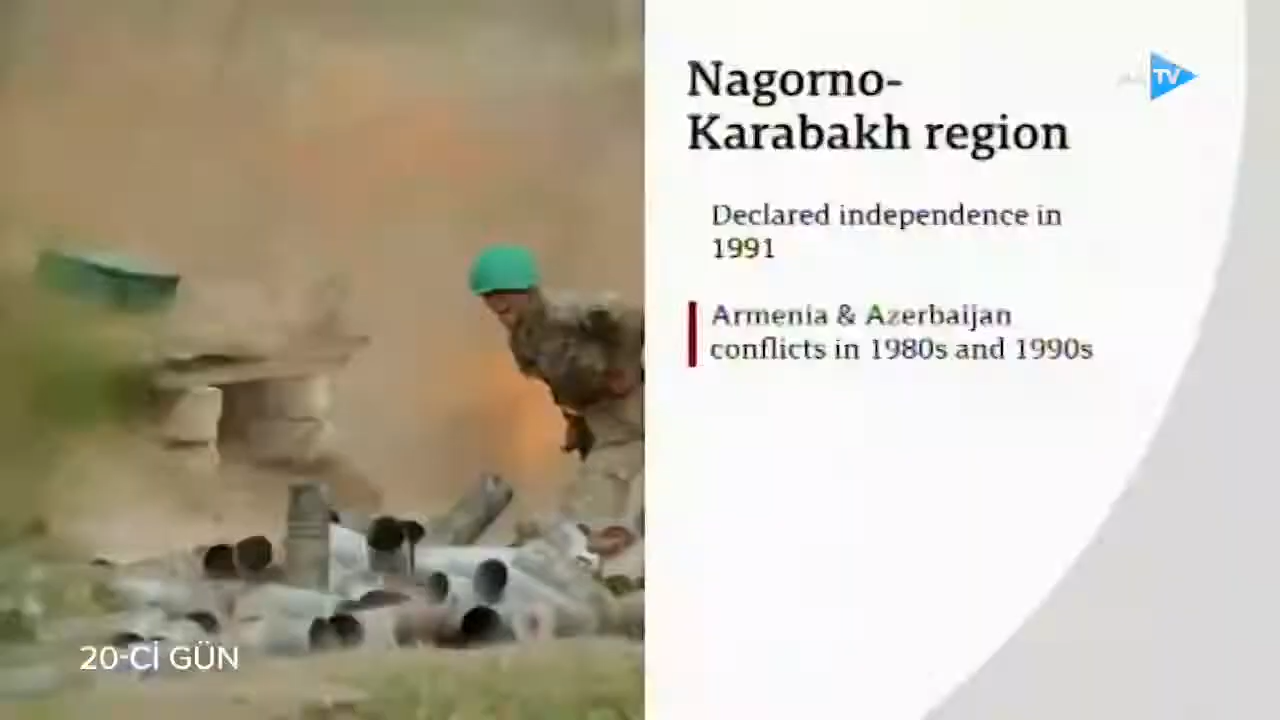 Nagorno-
Karabakh region
TV
Declared independence in
1991
Armenia & Azerbaijan
conflicts in 1980s and 1990s
20-Cİ GÜN